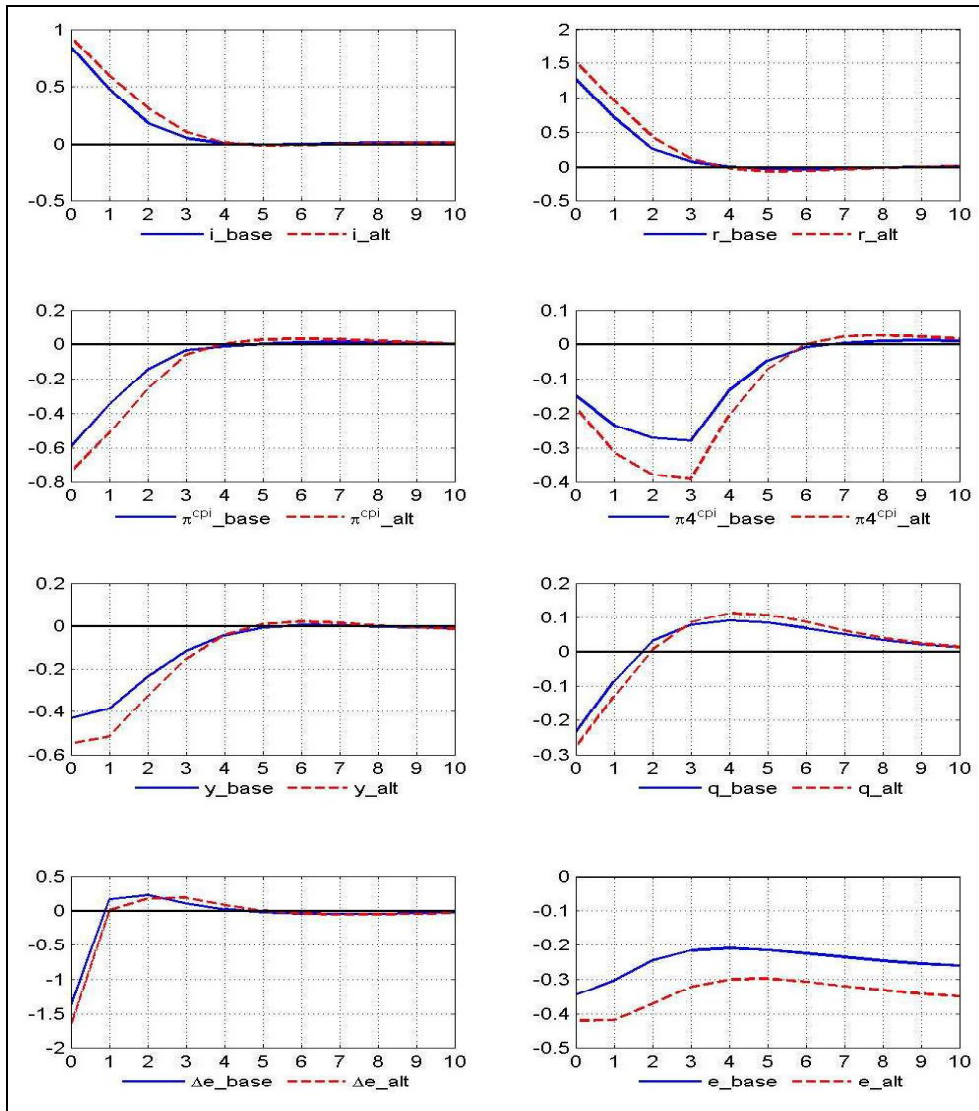 1
0.5
0
-0.5
0 1 2 3 4 5 6 7 8 9 10
i_base i_alt
2
1.5
1
0.5
0
-0.5
0 1 2 3 4 5 6 7 8 9 10
r_base r_alt
0.2
0
-0.2
-0.4
-0.6
-0.8
0 1 2 3 4 5 6 7 8 9 10
π^cpi_base π^cpi_alt
0.1
0
-0.1
-0.2
-0.3
-0.4
0 1 2 3 4 5 6 7 8 9 10
π4^cpi_base π4^cpi_alt
0.2
0
-0.2
-0.4
-0.6
0 1 2 3 4 5 6 7 8 9 10
y_base y_alt
0.2
0.1
0
-0.1
-0.2
-0.3
0 1 2 3 4 5 6 7 8 9 10
q_base q_alt
0.5
0
-0.5
-1
-1.5
-2
0 1 2 3 4 5 6 7 8 9 10
Δe_base Δe_alt
0
-0.1
-0.2
-0.3
-0.4
-0.5
0 1 2 3 4 5 6 7 8 9 10
e_base e_alt